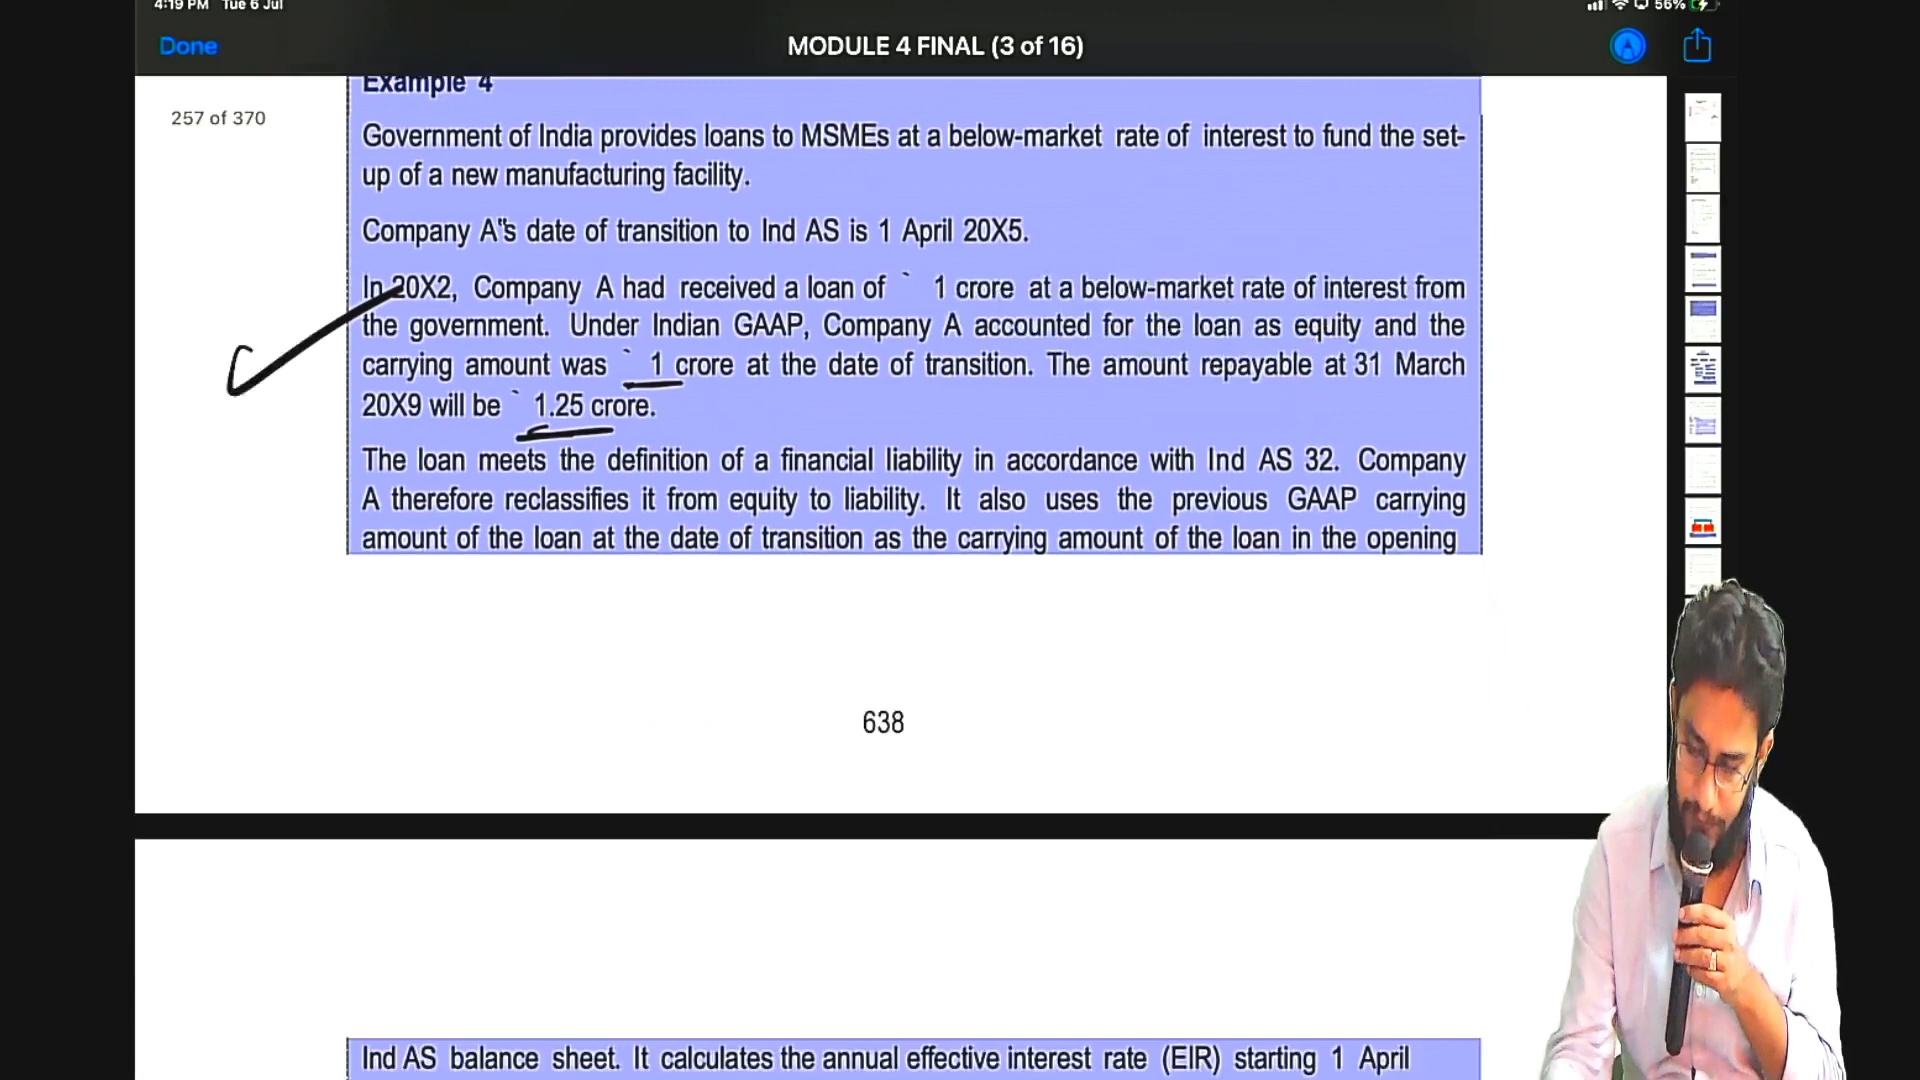 4:19 PM Tue 6 Jul
56%
Done
MODULE 4 FINAL (3 of 16)
257 of 370
Example 4
Government of India provides loans to MSMEs at a below-market rate of interest to fund the set-
up of a new manufacturing facility.
Company A"s date of transition to Ind AS is 1 April 20X5.
In 20X2, Company A had received a loan of ` 1 crore at a below-market rate of interest from
the government. Under Indian GAAP, Company A accounted for the loan as equity and the
carrying amount was ` 1 crore at the date of transition. The amount repayable at 31 March
20X9 will be ` 1.25 crore.
The loan meets the definition of a financial liability in accordance with Ind AS 32. Company
A therefore reclassifies it from equity to liability. It also uses the previous GAAP carrying
amount of the loan at the date of transition as the carrying amount of the loan in the opening
638
Ind AS balance sheet. It calculates the annual effective interest rate (EIR) starting 1 April